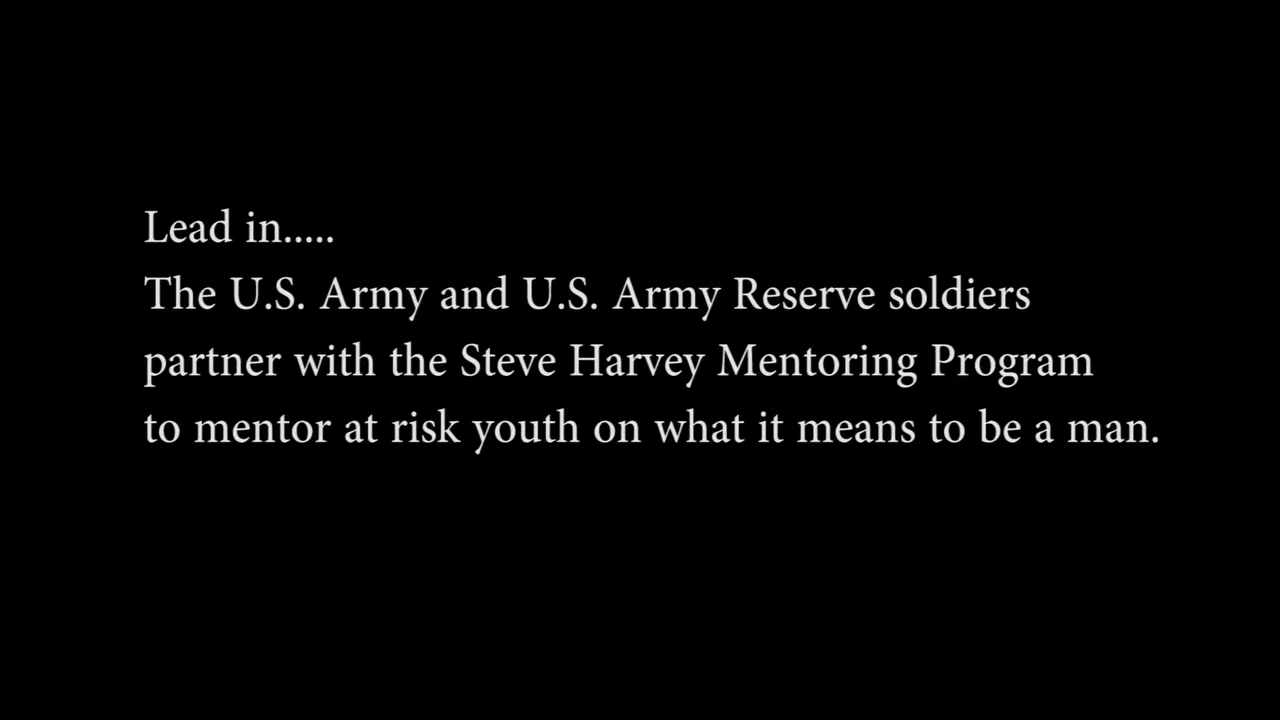 Lead in.....
The U.S. Army and U.S. Army Reserve soldiers
partner with the Steve Harvey Mentoring Program
to mentor at risk youth on what it means to be a man.